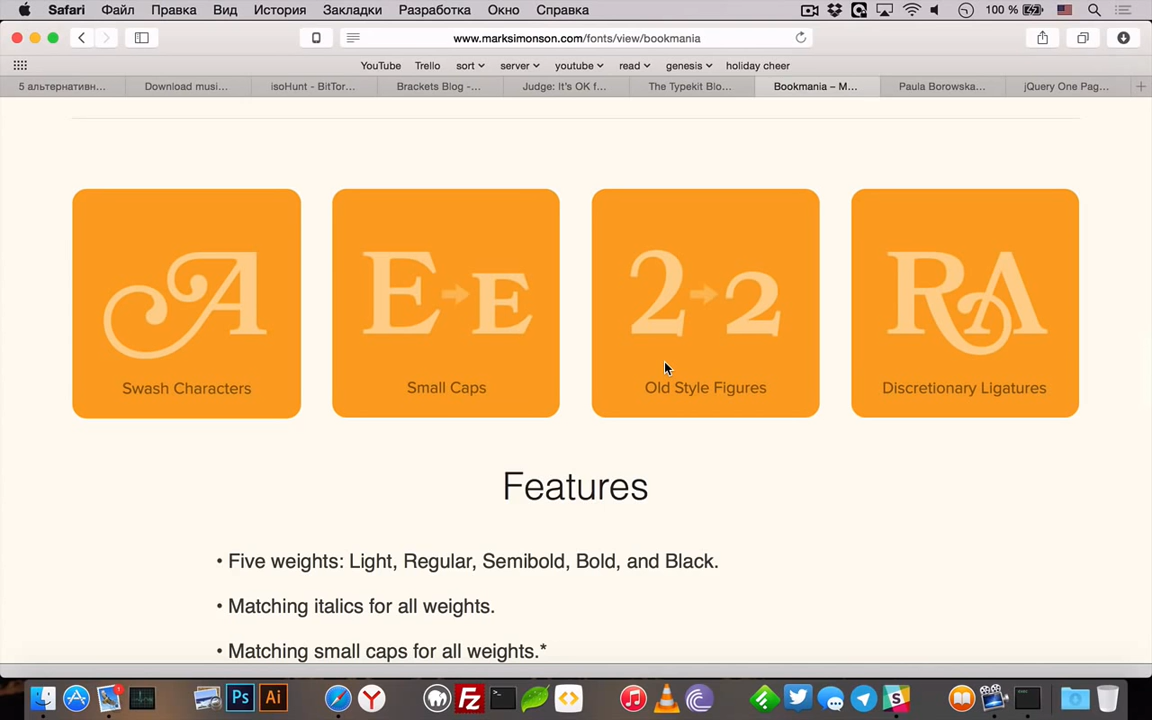 Safari Файл Правка Вид История Закладки Разработка Окно Справка 100 %
www.marksimonson.com/fonts/view/bookmania
YouTube Trello sort server youtube read genesis holiday cheer
5 альтернативн... Download musi... isoHunt - BitTor... Brackets Blog -... Judge: It's OK f... The Typekit Blo... Bookmania – M... Paula Borowska... jQuery One Pag...
A E E 2 2 RA
Swash Characters Small Caps Old Style Figures Discretionary Ligatures
Features
• Five weights: Light, Regular, Semibold, Bold, and Black.
• Matching italics for all weights.
• Matching small caps for all weights.*
Ps Ai Y Fz